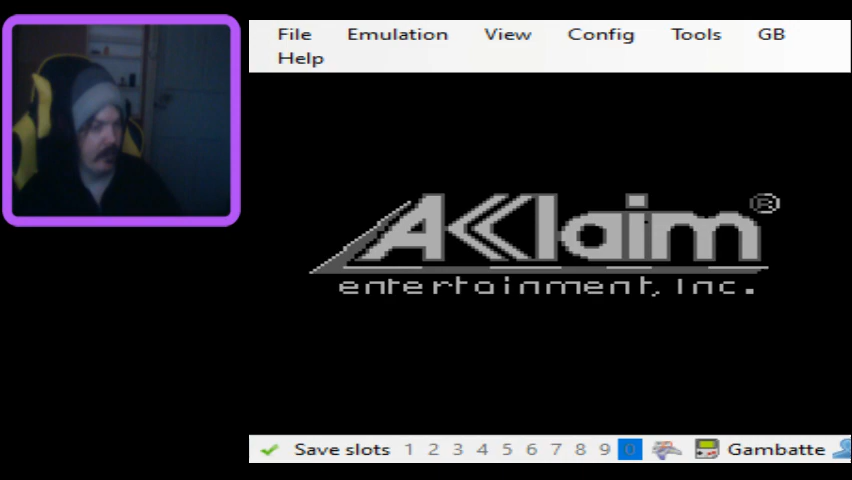 File Emulation View Config Tools GB
Help
Acclaim®
entertainment, Inc.
Save slots 1 2 3 4 5 6 7 8 9 0 Gambatte